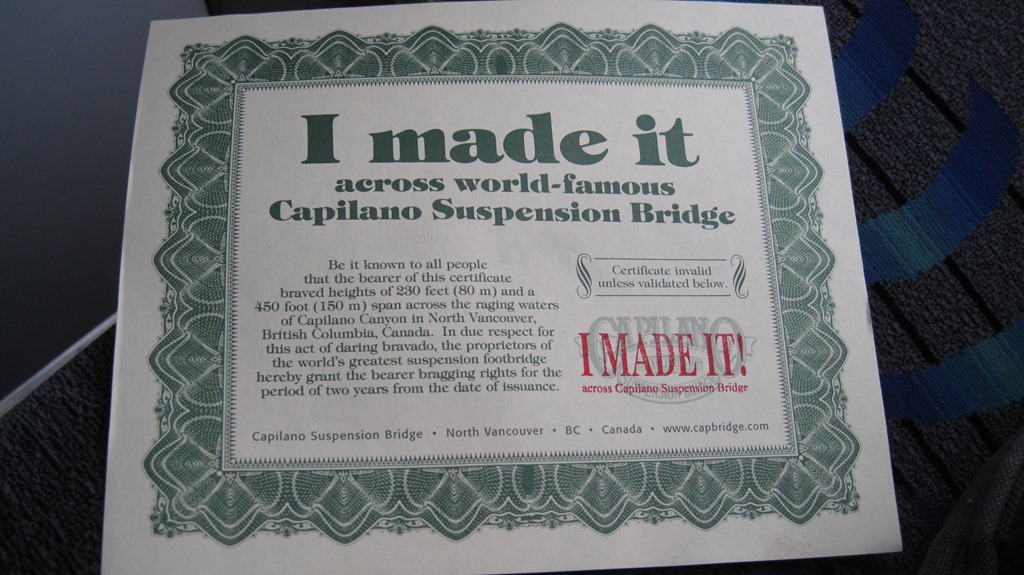 I made it
across world-famous
Capilano Suspension Bridge
Be it known to all people
that the bearer of this certificate
braved heights of 230 feet (80 m) and a
450 foot (150 m) span across the raging waters
of Capilano Canyon in North Vancouver,
British Columbia, Canada. In due respect for
this act of daring bravado, the proprietors of
the world's greatest suspension footbridge
hereby grant the bearer bragging rights for the
period of two years from the date of issuance.
Certificate invalid
unless validated below.
CAPILANO
I MADE IT!
across Capilano Suspension Bridge
Capilano Suspension Bridge • North Vancouver • BC • Canada • www.capbridge.com